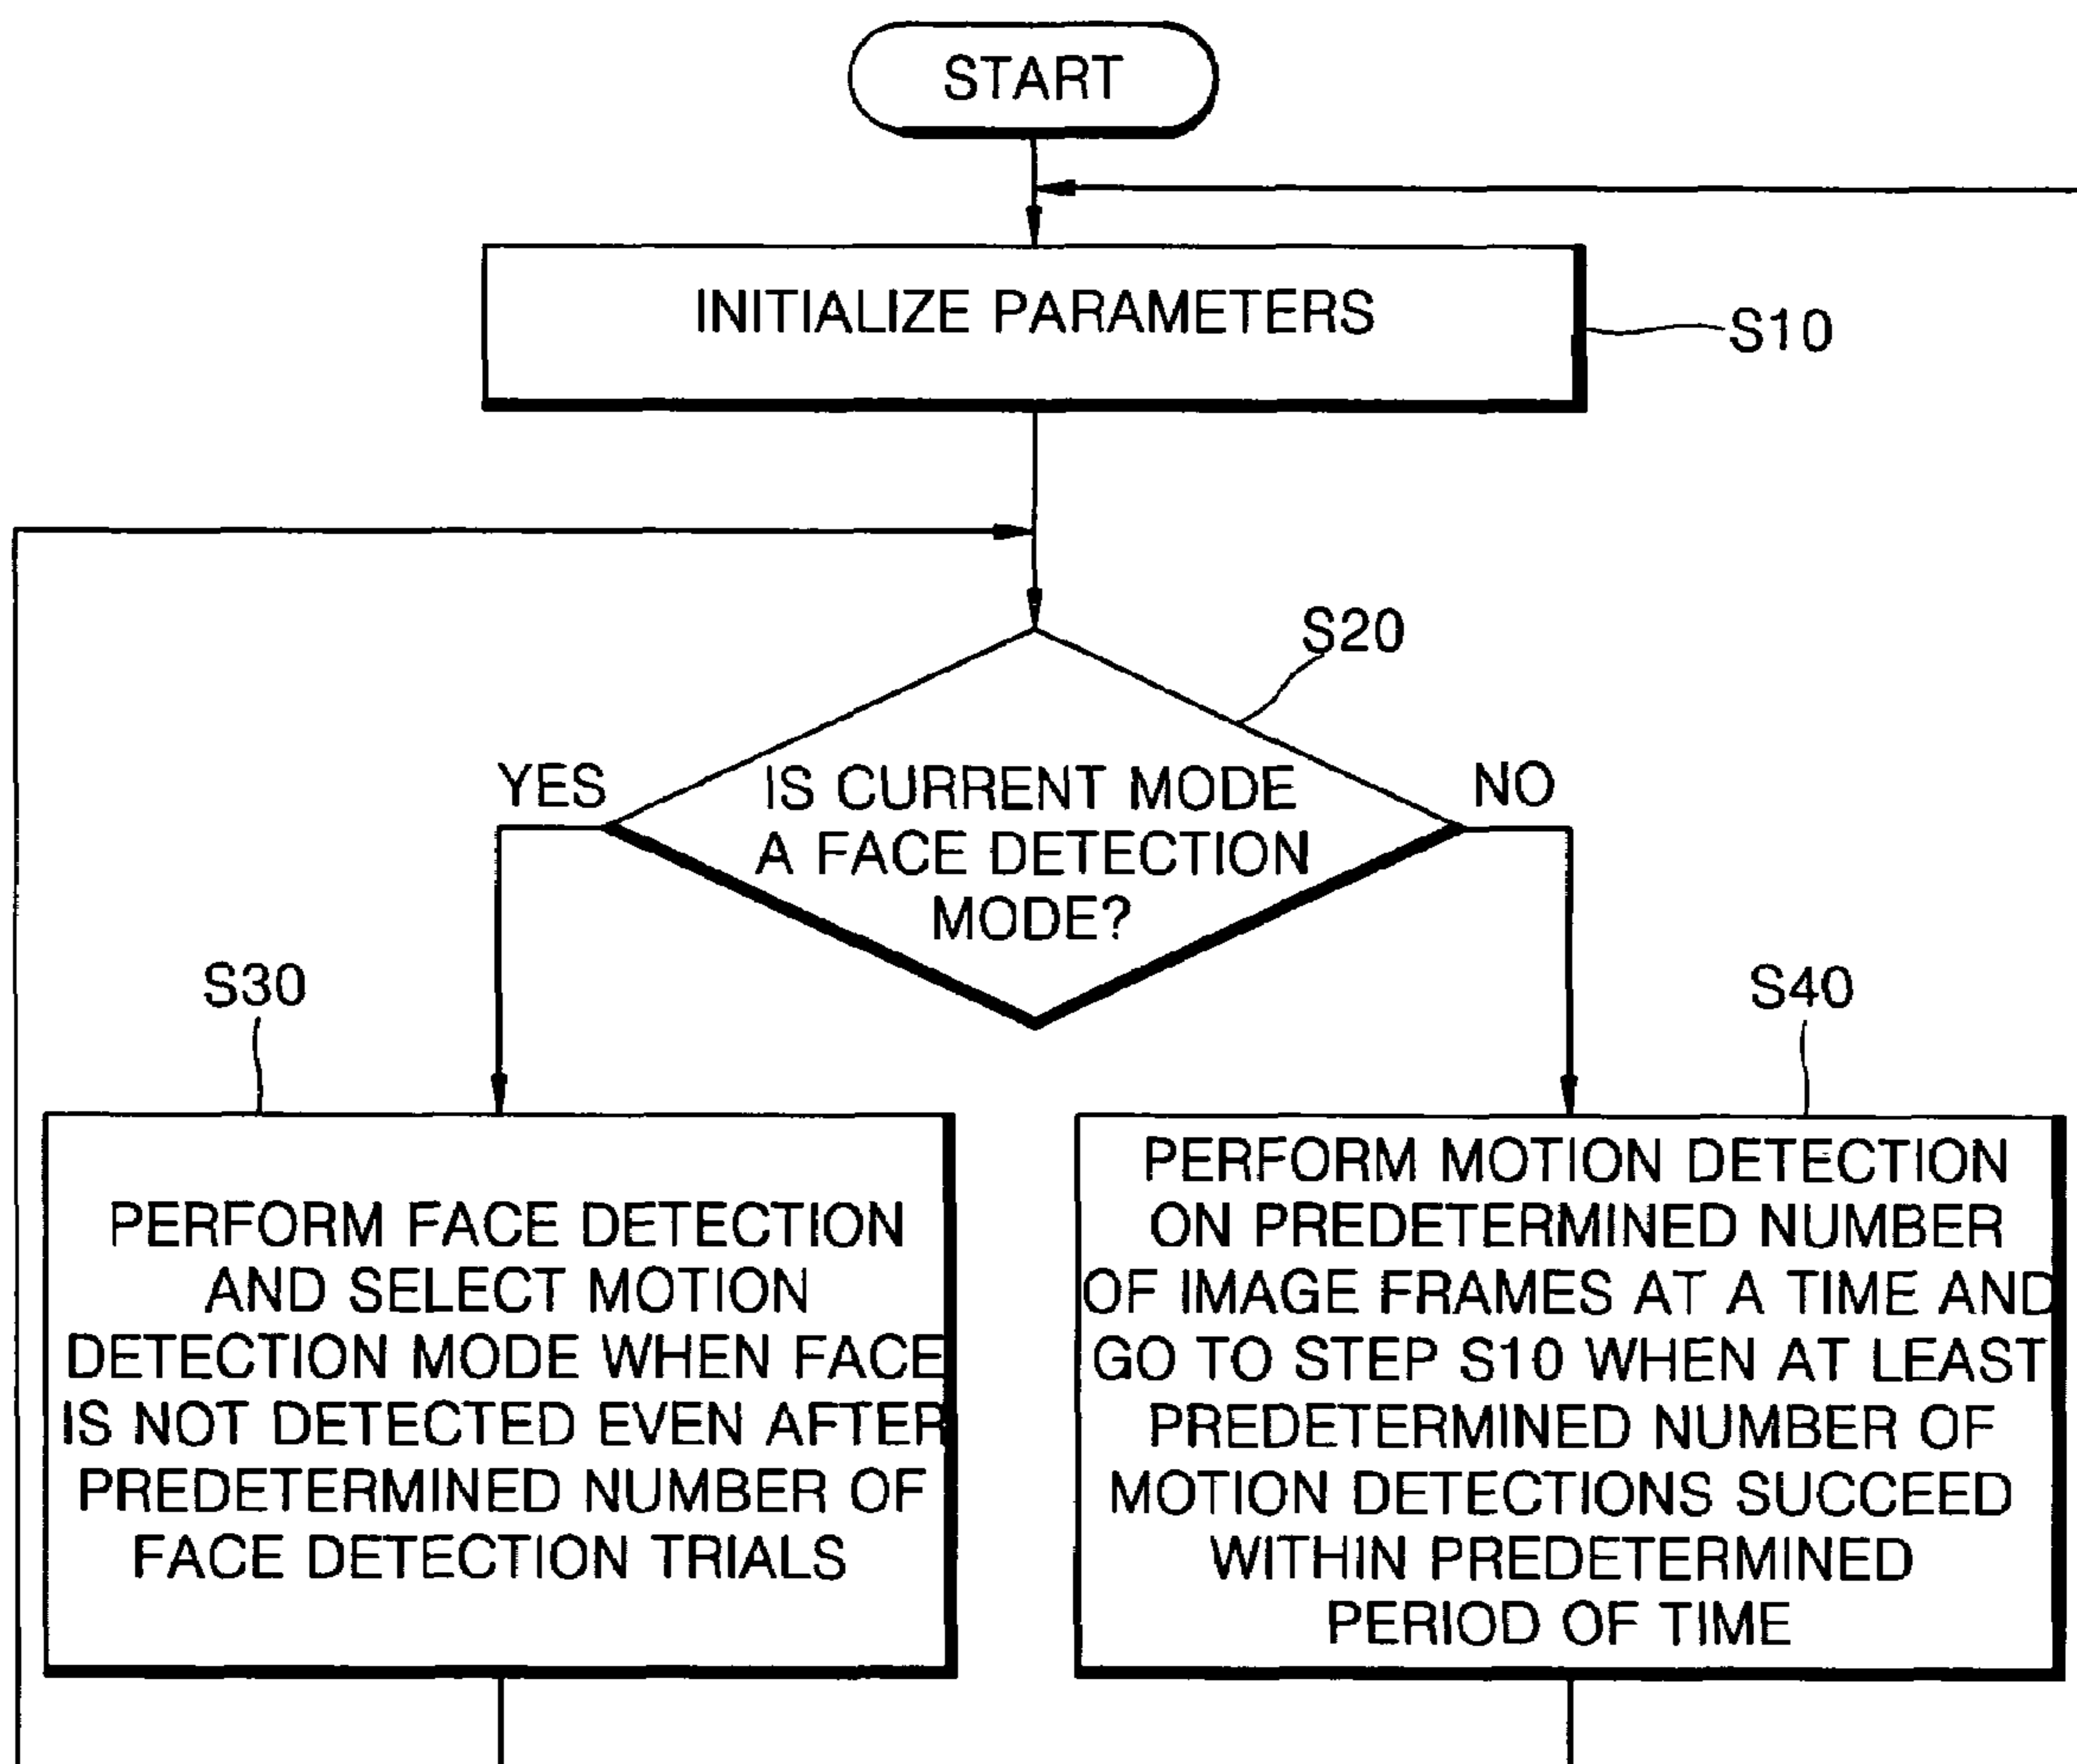 START
INITIALIZE PARAMETERS
S10
S20
YES
IS CURRENT MODE
A FACE DETECTION
MODE?
NO
S30
S40
PERFORM FACE DETECTION
AND SELECT MOTION
DETECTION MODE WHEN FACE
IS NOT DETECTED EVEN AFTER
PREDETERMINED NUMBER OF
FACE DETECTION TRIALS
PERFORM MOTION DETECTION
ON PREDETERMINED NUMBER
OF IMAGE FRAMES AT A TIME AND
GO TO STEP S10 WHEN AT LEAST
PREDETERMINED NUMBER OF
MOTION DETECTIONS SUCCEED
WITHIN PREDETERMINED
PERIOD OF TIME